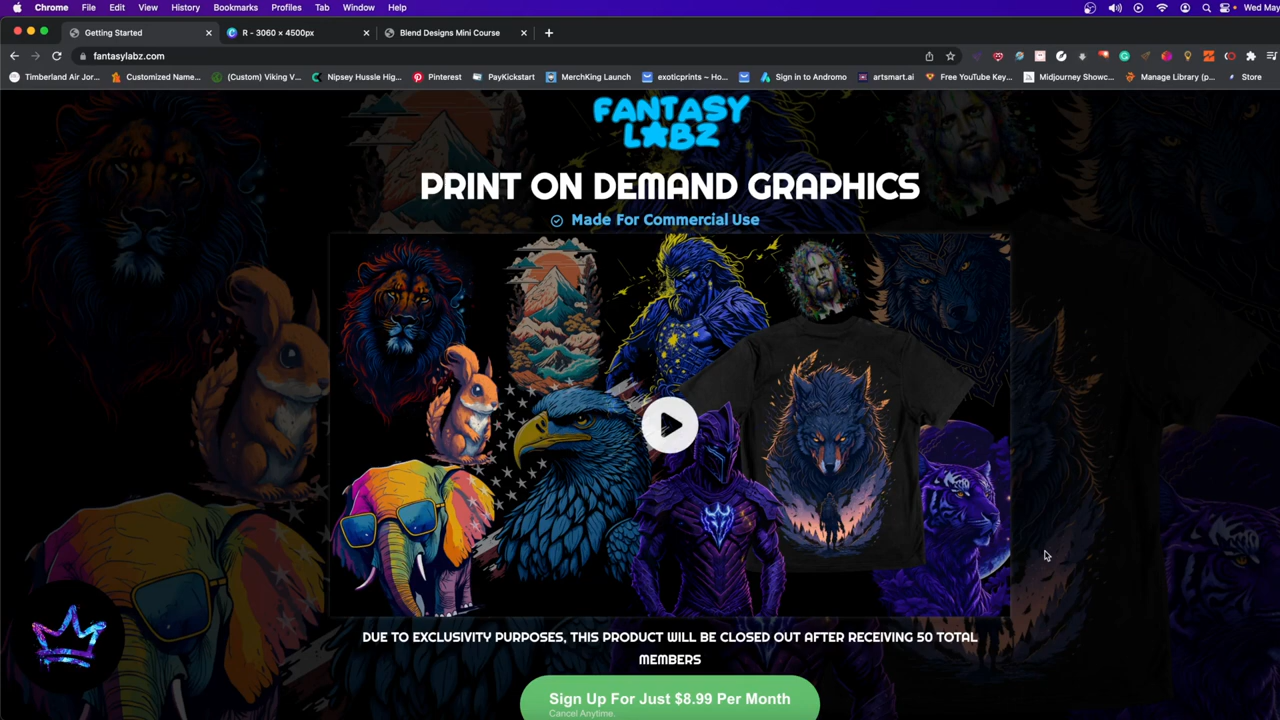 Chrome File Edit View History Bookmarks Profiles Tab Window Help Wed May
Getting Started
R - 3060 × 4500px
Blend Designs Mini Course
fantasylabz.com
Timberland Air Jor...
Customized Name...
(Custom) Viking V...
Nipsey Hussle Hig...
Pinterest
PayKickstart
MerchKing Launch
exoticprints ~ Ho...
Sign in to Andromo
artsmart.ai
Free YouTube Key...
Midjourney Showc...
Manage Library (p...
Store
FANTASY
LABZ
PRINT ON DEMAND GRAPHICS
Made For Commercial Use
DUE TO EXCLUSIVITY PURPOSES, THIS PRODUCT WILL BE CLOSED OUT AFTER RECEIVING 50 TOTAL
MEMBERS
Sign Up For Just $8.99 Per Month
Cancel Anytime.